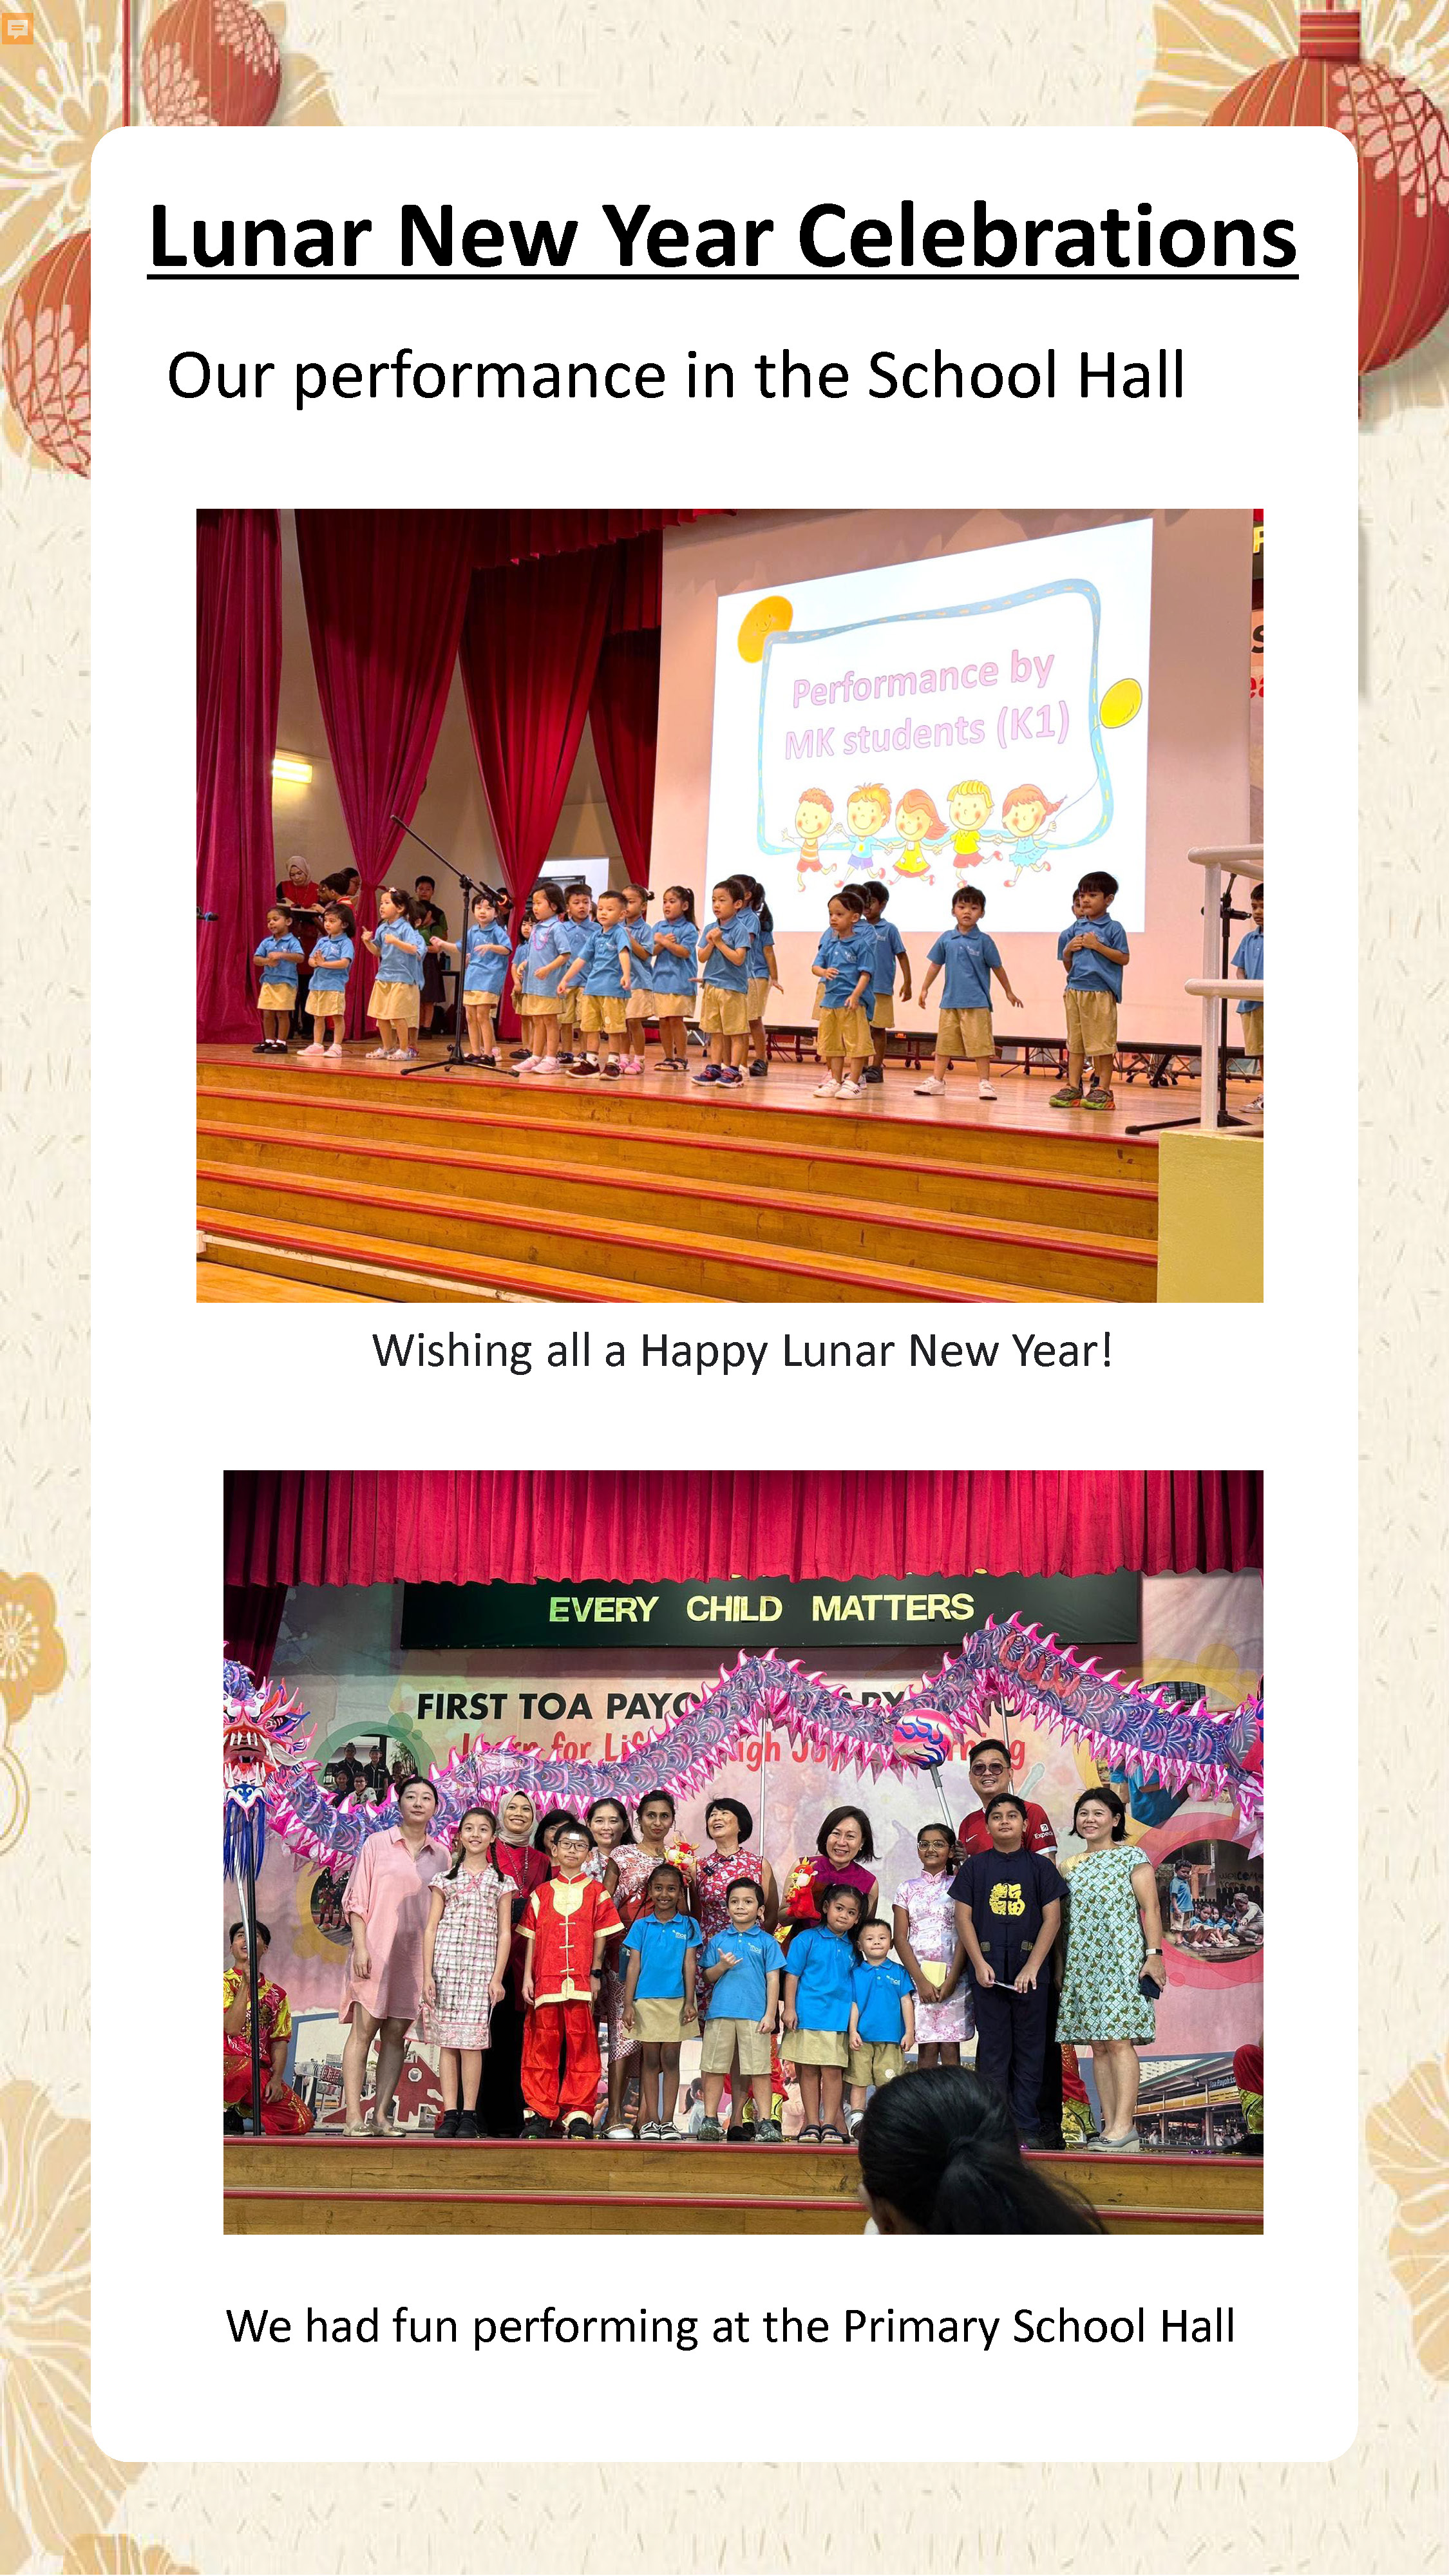 Lunar New Year Celebrations
Our performance in the School Hall
Performance by
MK students (K1)
Wishing all a Happy Lunar New Year!
EVERY CHILD MATTERS
FIRST TOA
for
We had fun performing at the Primary School Hall